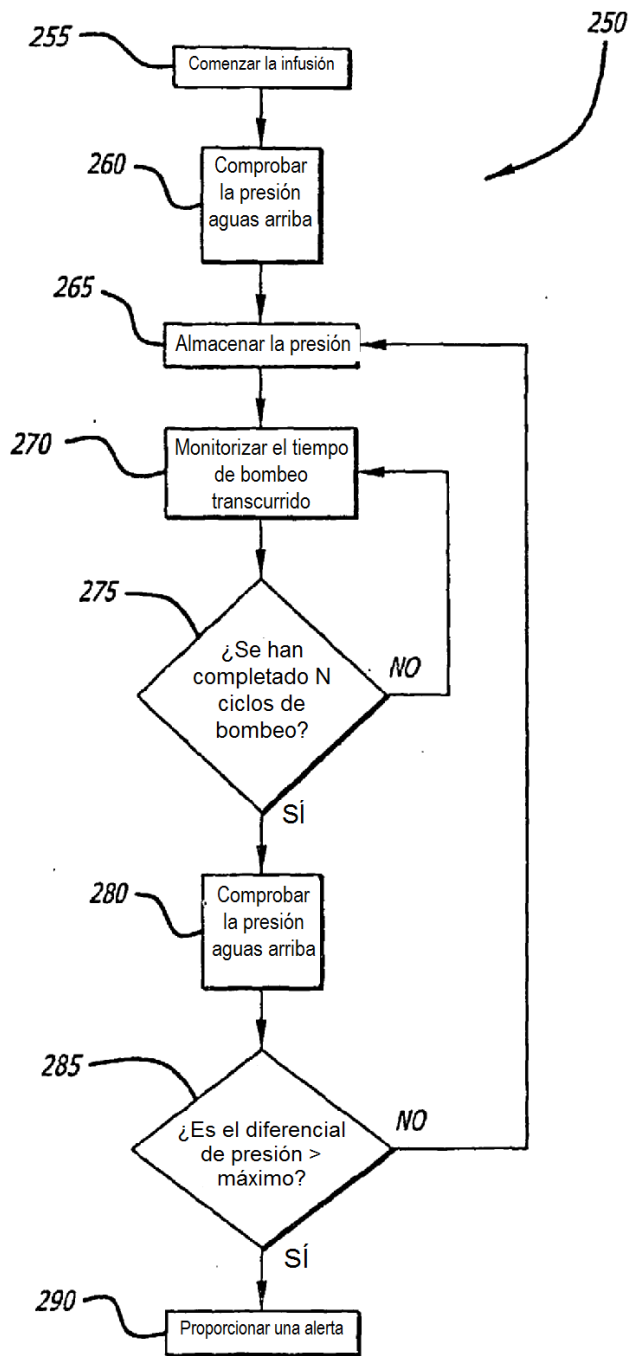 250
255
Comenzar la infusión
260
Comprobar
la presión
aguas arriba
265
Almacenar la presión
270
Monitorizar el tiempo
de bombeo
transcurrido
275
¿Se han
completado N
ciclos de
bombeo?
NO
SÍ
280
Comprobar
la presión
aguas arriba
285
¿Es el diferencial
de presión >
máximo?
NO
SÍ
290
Proporcionar una alerta